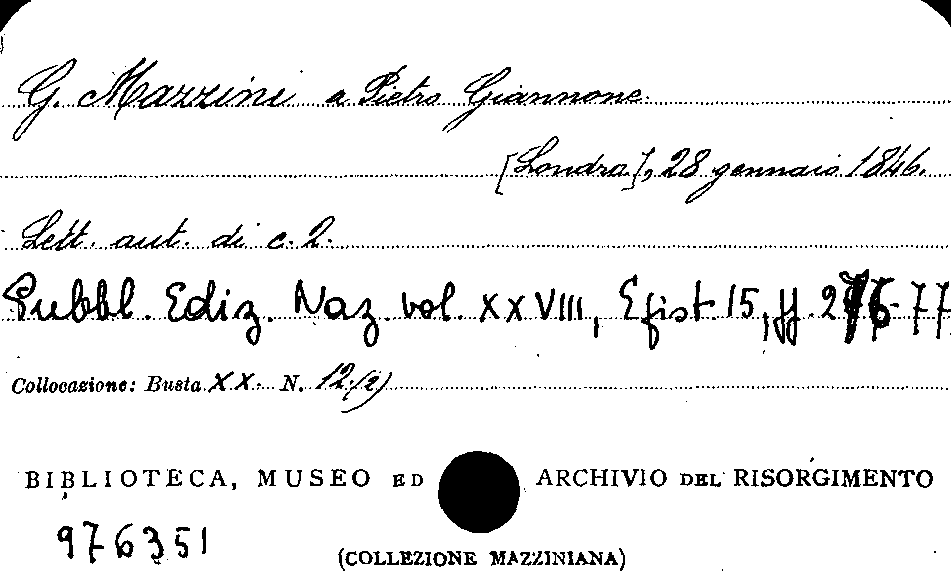 G. Mazzini a Pietro Giannone.
[Londra], 28 gennaio 1846.
Lett. aut. di c. 2.
Pubbl. Ediz. Naz. vol. XXVIII, Epist. 15, pp. 276-77
Collocazione: Busta XX. N. 12.(2)
BIBLIOTECA, MUSEO ED ARCHIVIO DEL RISORGIMENTO
976351
(COLLEZIONE MAZZINIANA)